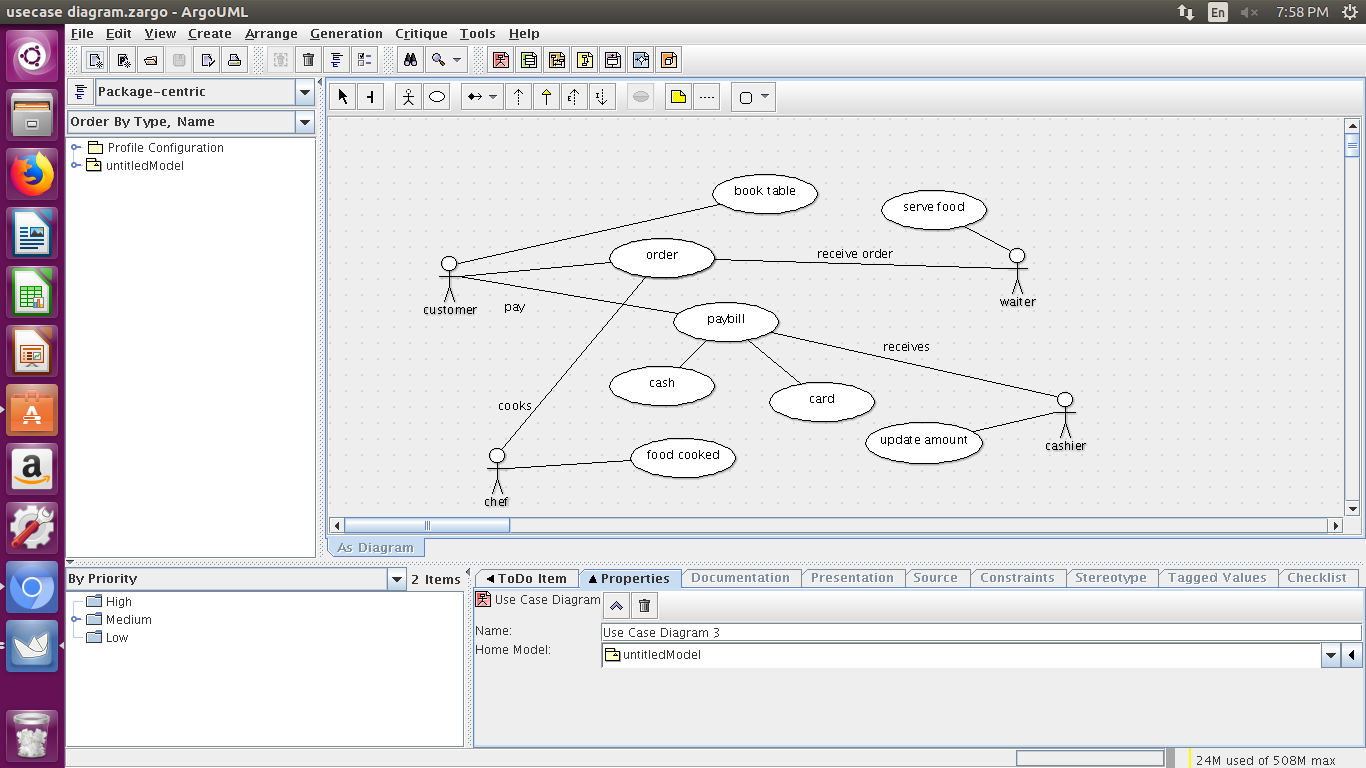 usecase diagram.zargo - ArgoUML
En
7:58 PM
File Edit View Create Arrange Generation Critique Tools Help
Package-centric
Order By Type, Name
Profile Configuration
untitledModel
book table
serve food
order
receive order
customer
waiter
pay
paybill
receives
cash
card
cooks
update amount
cashier
food cooked
chef
As Diagram
By Priority
2 Items
High
Medium
Low
ToDo Item
Properties
Documentation
Presentation
Source
Constraints
Stereotype
Tagged Values
Checklist
Use Case Diagram
Name:
Use Case Diagram 3
Home Model:
untitledModel
24M used of 508M max